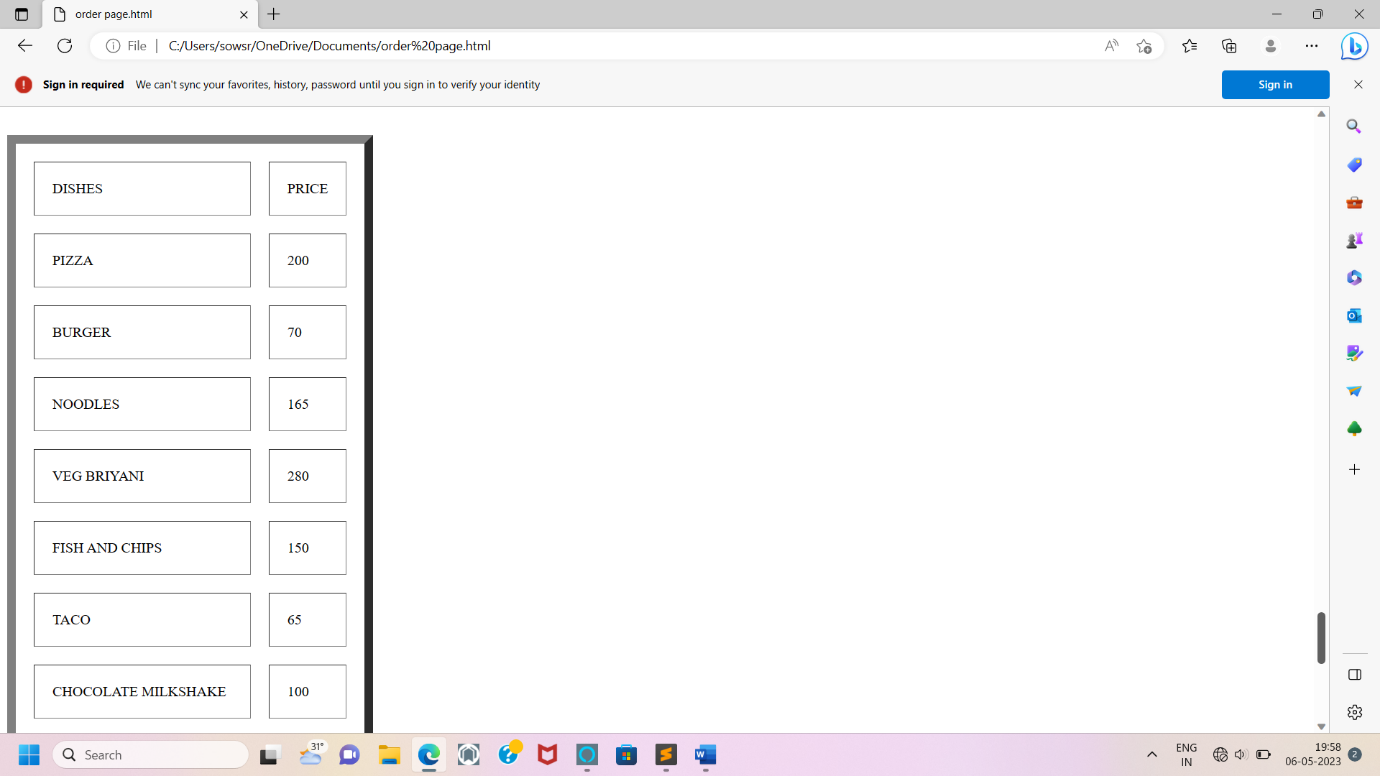 order page.html
File | C:/Users/sowsr/OneDrive/Documents/order%20page.html
Sign in required We can't sync your favorites, history, password until you sign in to verify your identity Sign in
DISHES PRICE
PIZZA 200
BURGER 70
NOODLES 165
VEG BRIYANI 280
FISH AND CHIPS 150
TACO 65
CHOCOLATE MILKSHAKE 100
31°
Search
ENG
IN
19:58
06-05-2023
2